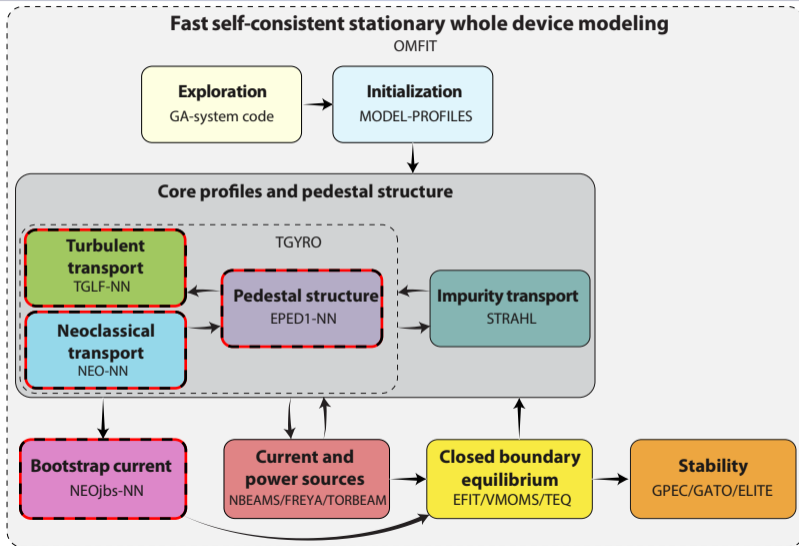 Fast self-consistent stationary whole device modeling
OMFIT
Exploration
GA-system code
Initialization
MODEL-PROFILES
Core profiles and pedestal structure
TGYRO
Turbulent
transport
TGLF-NN
Neoclassical
transport
NEO-NN
Pedestal structure
EPED1-NN
Impurity transport
STRAHL
Bootstrap current
NEOjbs-NN
Current and
power sources
NBEAMS/FREYA/TORBEAM
Closed boundary
equilibrium
EFIT/VMOMS/TEQ
Stability
GPEC/GATO/ELITE